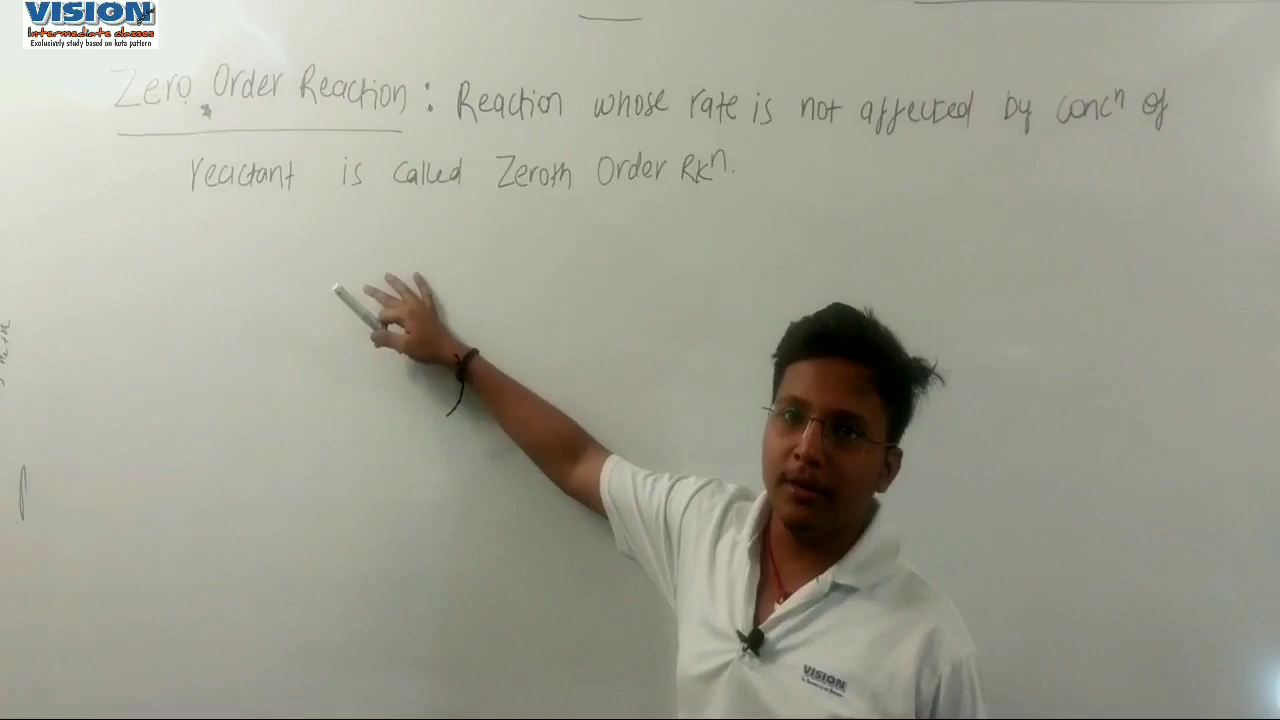 VISION
Intermediate classes
Exclusively study based on kota pattern
Zero Order Reaction : Reaction whose rate is not affected by concⁿ of
reactant is called Zeroth Order Rxⁿ.
VISION